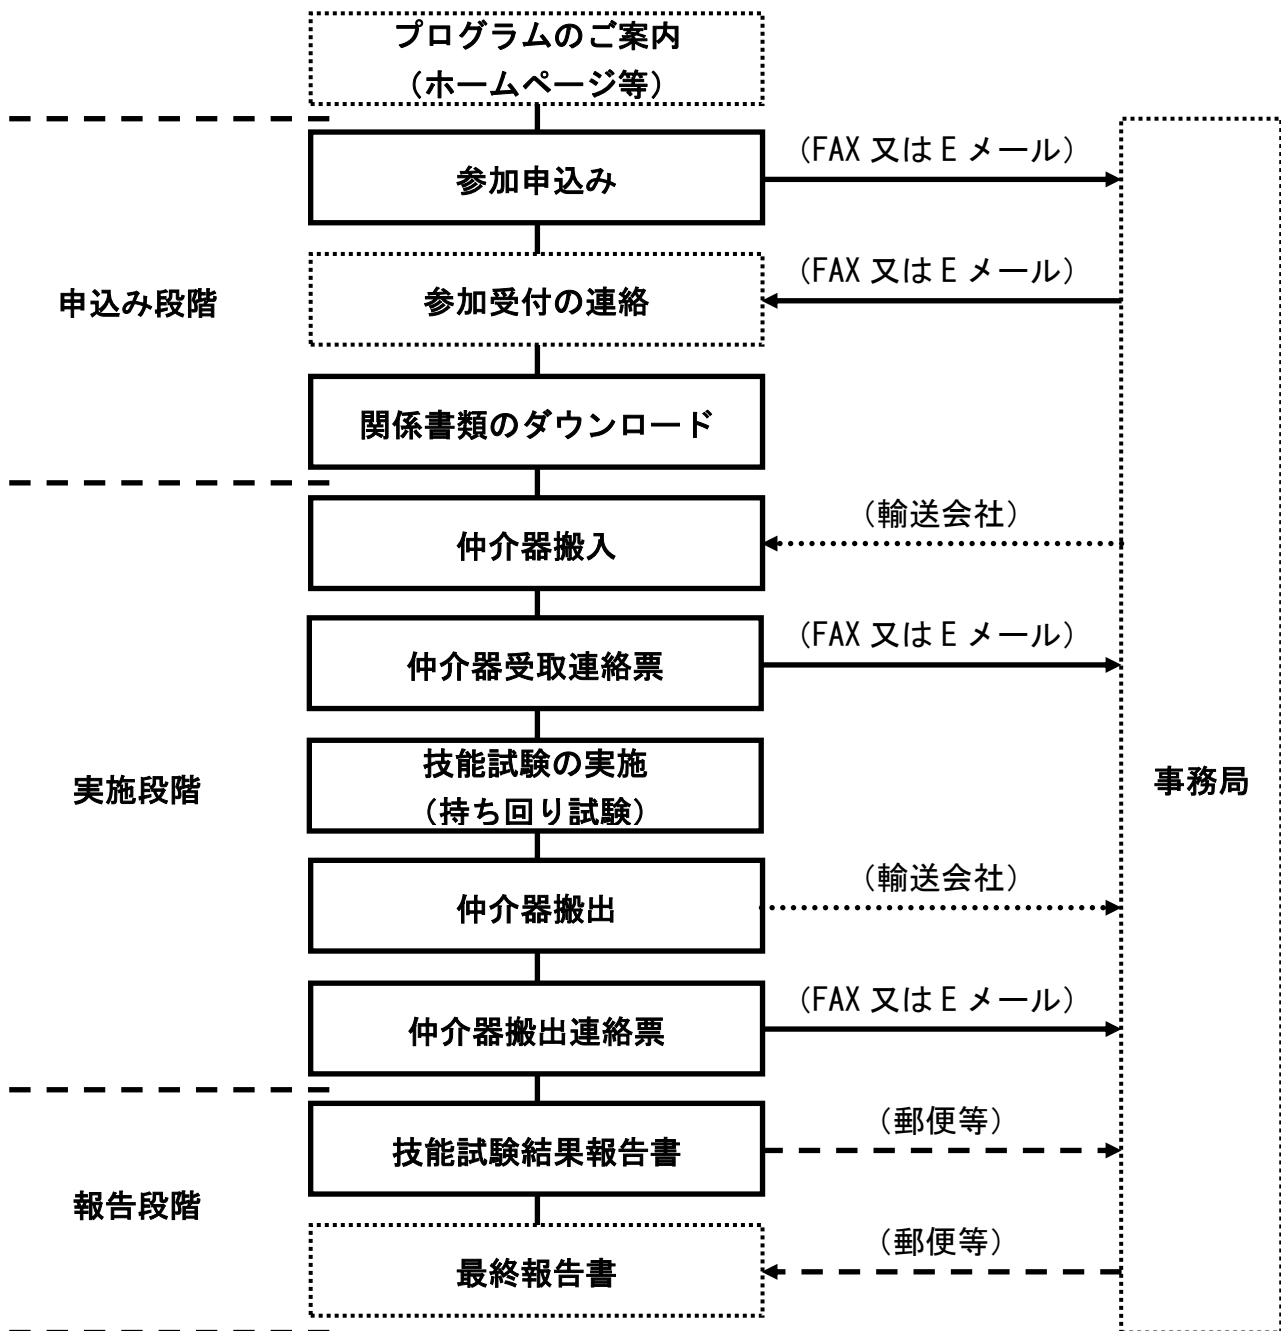 プログラムのご案内
（ホームページ等）
参加申込み
（FAX 又は E メール）
申込み段階
参加受付の連絡
（FAX 又は E メール）
関係書類のダウンロード
仲介器搬入
（輸送会社）
仲介器受取連絡票
（FAX 又は E メール）
実施段階
技能試験の実施
（持ち回り試験）
事務局
仲介器搬出
（輸送会社）
仲介器搬出連絡票
（FAX 又は E メール）
技能試験結果報告書
（郵便等）
報告段階
最終報告書
（郵便等）